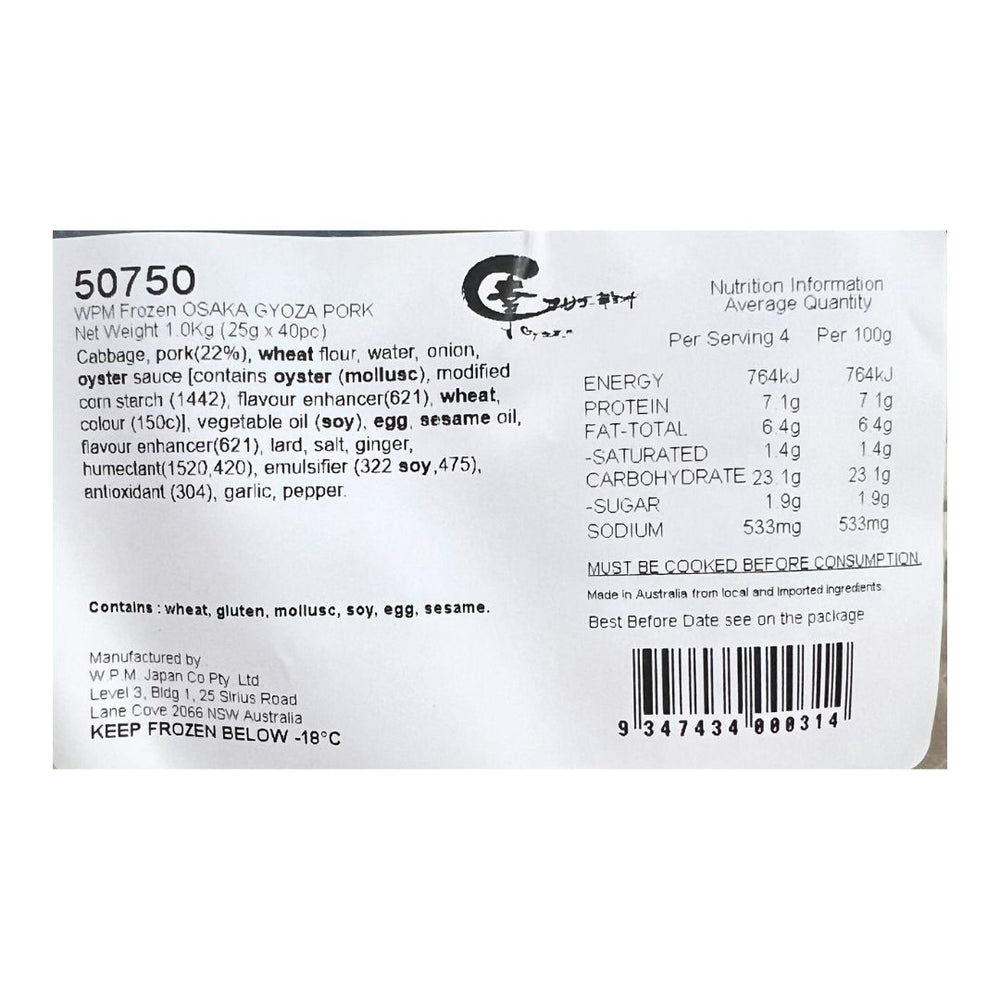 50750
WPM Frozen OSAKA GYOZA PORK
Net Weight 1.0Kg (25g x 40pc)
Cabbage, pork(22%), wheat flour, water, onion,
oyster sauce [contains oyster (mollusc), modified
corn starch (1442), flavour enhancer(621), wheat,
colour (150c)], vegetable oil (soy), egg, sesame oil,
flavour enhancer(621), lard, salt, ginger,
humectant(1520,420), emulsifier (322 soy,475),
antioxidant (304), garlic, pepper.
Contains : wheat, gluten, mollusc, soy, egg, sesame.
Manufactured by
W.P.M. Japan Co Pty. Ltd
Level 3, Bldg 1, 25 Sirius Road
Lane Cove 2066 NSW Australia
KEEP FROZEN BELOW -18°C
幸
Nutrition Information
Average Quantity
Per Serving 4 Per 100g
ENERGY 764kJ 764kJ
PROTEIN 7.1g 7.1g
FAT-TOTAL 6.4g 6.4g
-SATURATED 1.4g 1.4g
CARBOHYDRATE 23.1g 23.1g
-SUGAR 1.9g 1.9g
SODIUM 533mg 533mg
MUST BE COOKED BEFORE CONSUMPTION.
Made in Australia from local and Imported ingredients.
Best Before Date see on the package
9 347434 000314